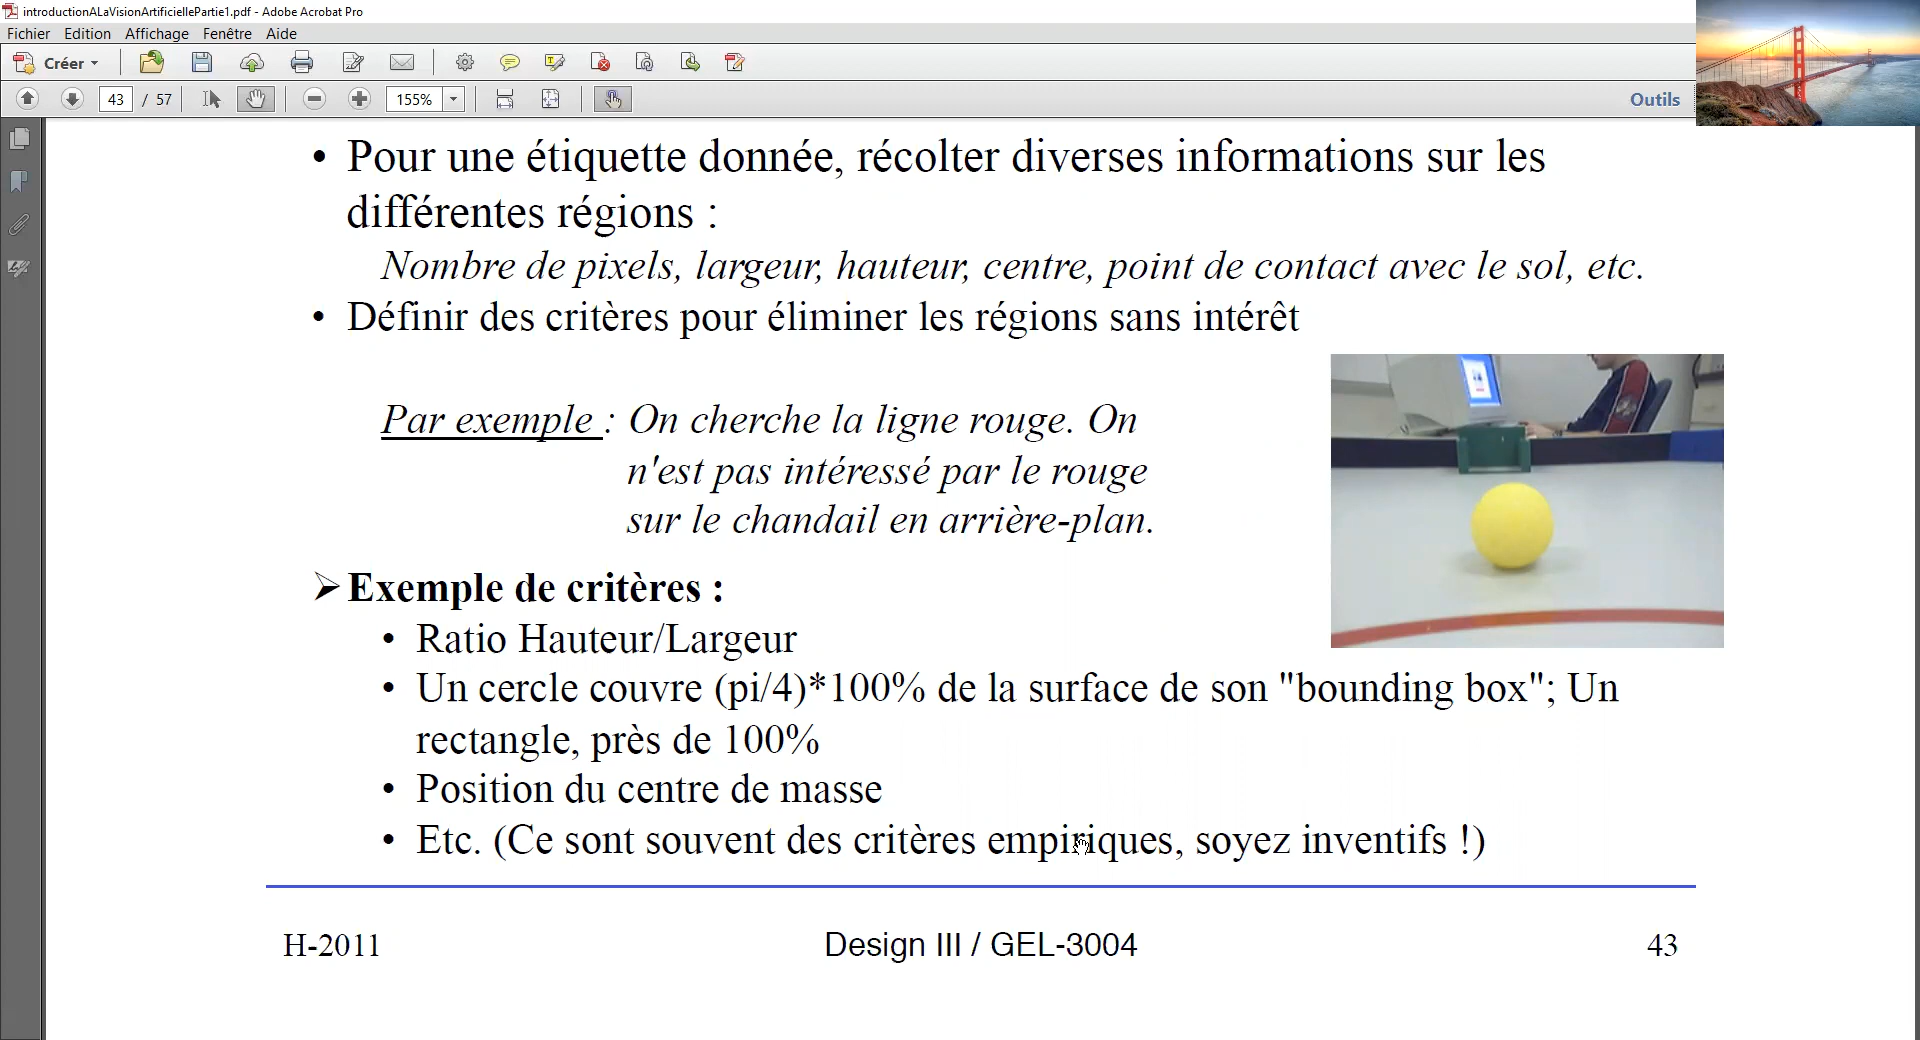 introductionALaVisionArtificiellePartie1.pdf - Adobe Acrobat Pro
Fichier Edition Affichage Fenêtre Aide
Créer
43 / 57 155% Outils
• Pour une étiquette donnée, récolter diverses informations sur les
différentes régions :
Nombre de pixels, largeur, hauteur, centre, point de contact avec le sol, etc.
• Définir des critères pour éliminer les régions sans intérêt
Par exemple : On cherche la ligne rouge. On
n'est pas intéressé par le rouge
sur le chandail en arrière-plan.
➢ Exemple de critères :
• Ratio Hauteur/Largeur
• Un cercle couvre (pi/4)*100% de la surface de son "bounding box"; Un
rectangle, près de 100%
• Position du centre de masse
• Etc. (Ce sont souvent des critères empiriques, soyez inventifs !)
H-2011 Design III / GEL-3004 43